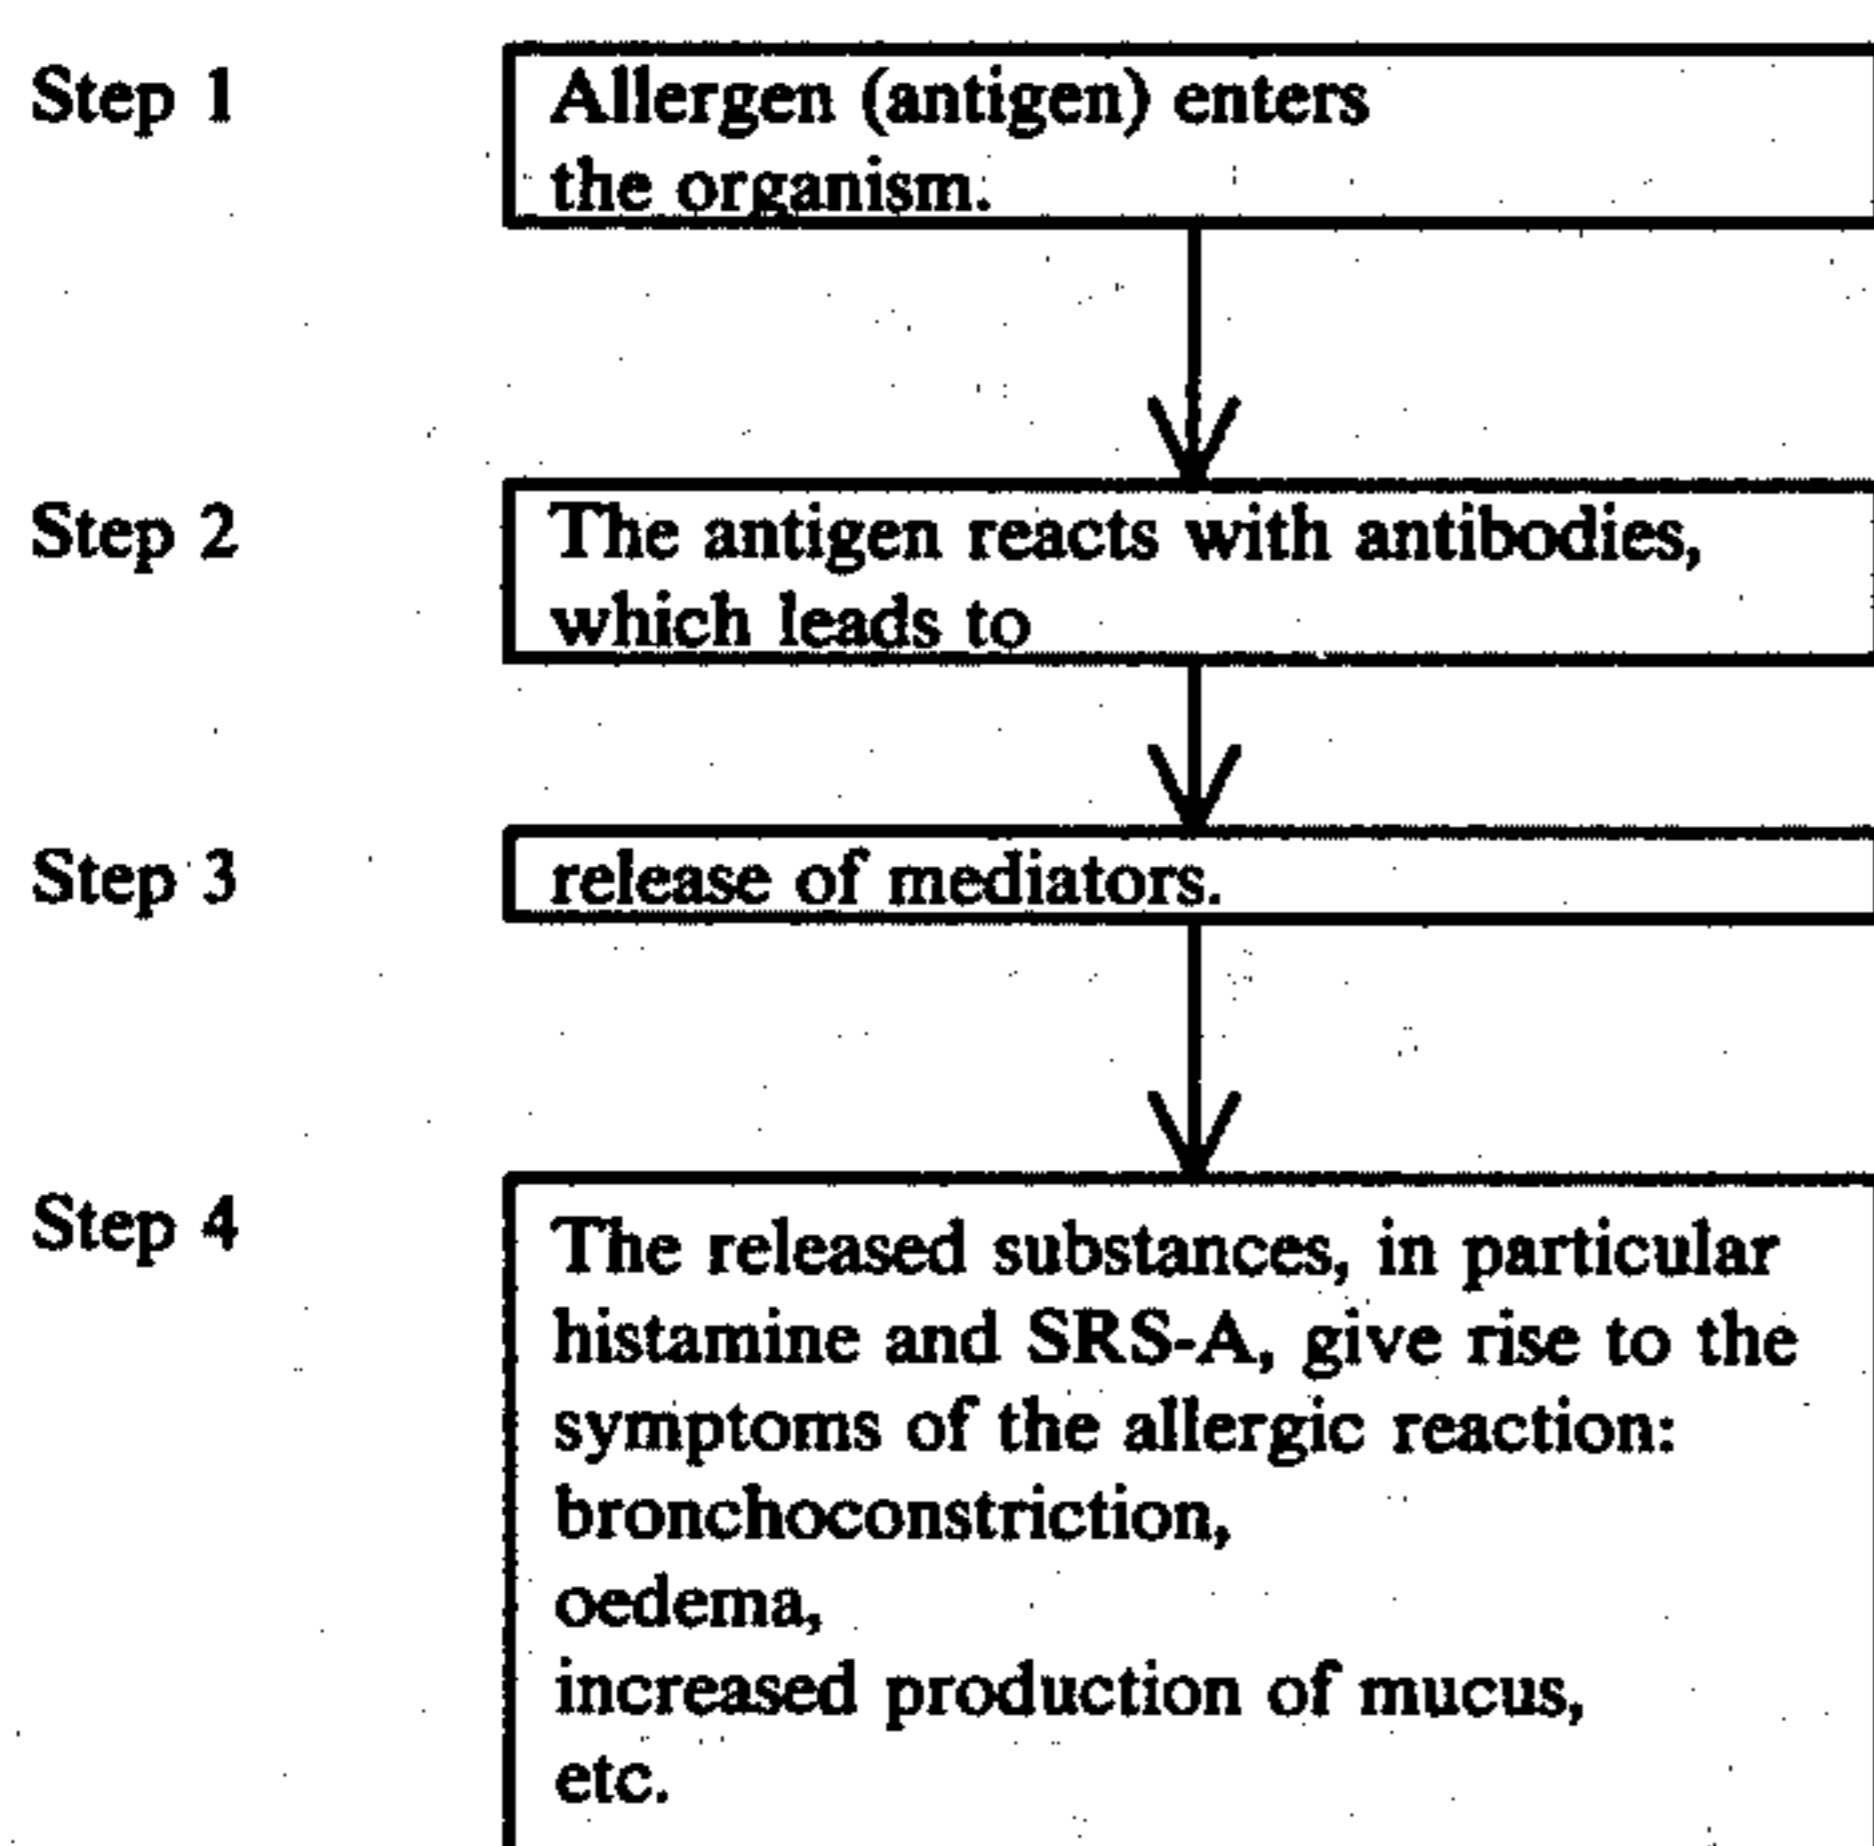 Step 1
Allergen (antigen) enters
the organism.
Step 2
The antigen reacts with antibodies,
which leads to
Step 3
release of mediators.
Step 4
The released substances, in particular
histamine and SRS-A, give rise to the
symptoms of the allergic reaction:
bronchoconstriction,
oedema,
increased production of mucus,
etc.